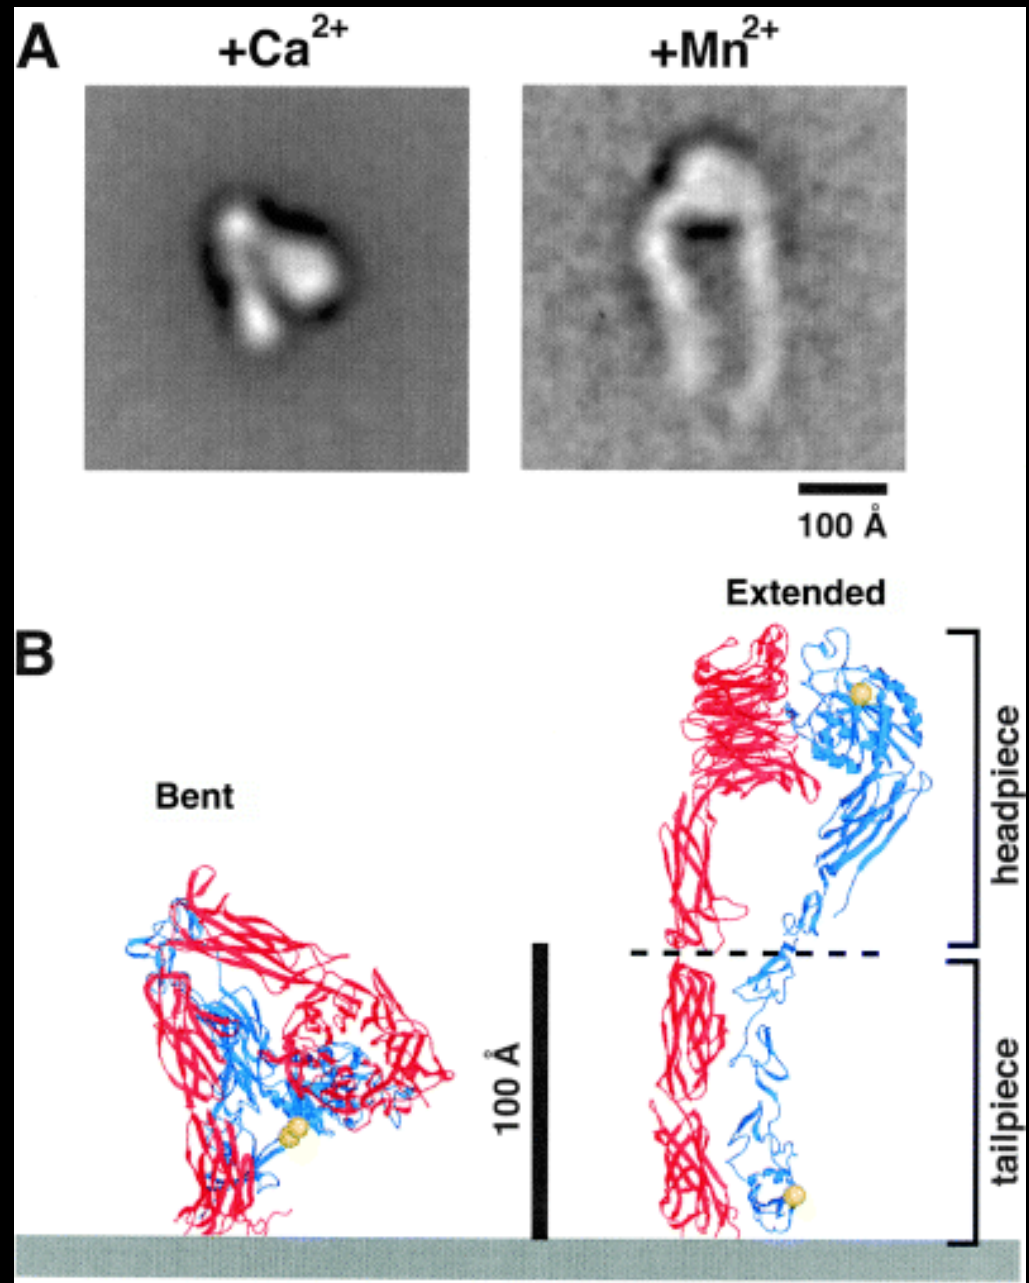 A
+Ca2+
+Mn2+
100 Å
Extended
B
Bent
headpiece
100 Å
tailpiece